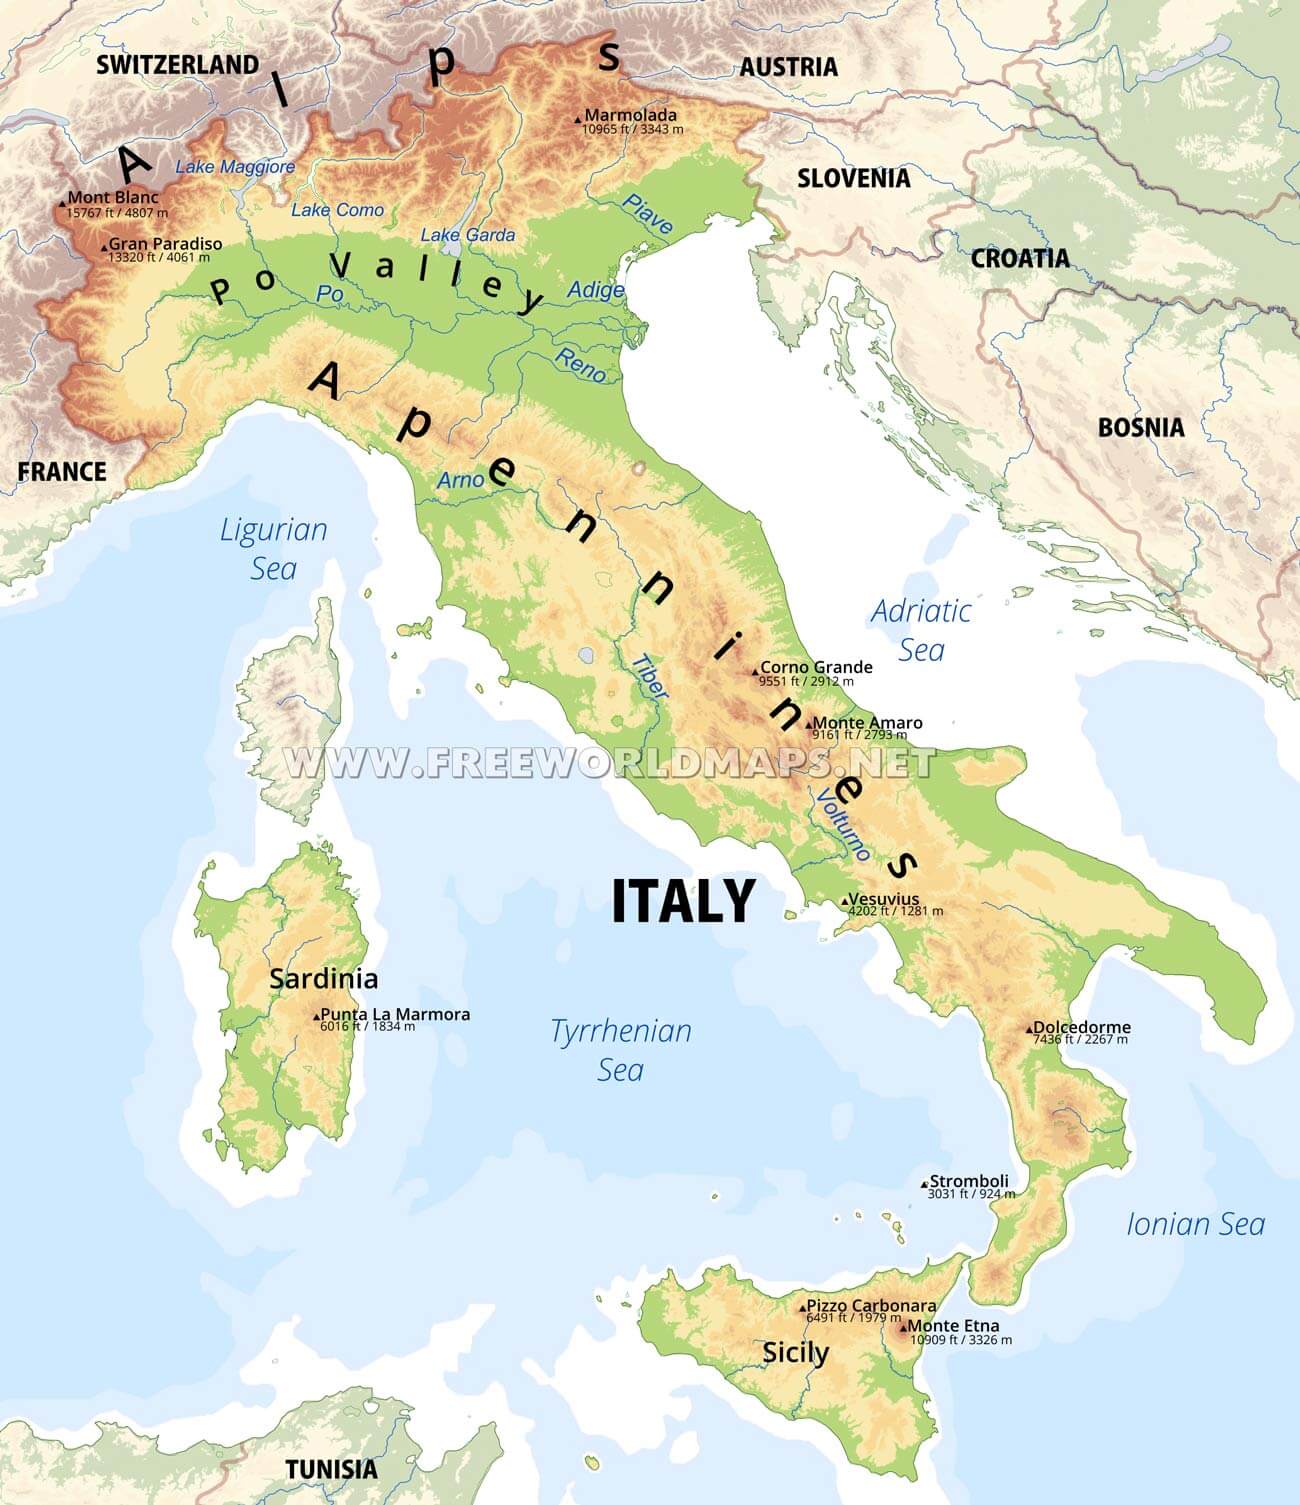 SWITZERLAND
Alps
AUSTRIA
Marmolada
10965 ft / 3343 m
Lake Maggiore
SLOVENIA
Mont Blanc
15767 ft / 4807 m
Lake Como
Piave
Lake Garda
Gran Paradiso
13320 ft / 4061 m
CROATIA
Po Valley
Po
Adige
Reno
Apennines
BOSNIA
FRANCE
Arno
Ligurian
Sea
Adriatic
Sea
Tiber
Corno Grande
9551 ft / 2912 m
Monte Amaro
9161 ft / 2793 m
WWW.FREEWORLDMAPS.NET
Volturno
ITALY
Vesuvius
4202 ft / 1281 m
Sardinia
Punta La Marmora
6016 ft / 1834 m
Tyrrhenian
Sea
Dolcedorme
7436 ft / 2267 m
Stromboli
3031 ft / 924 m
Ionian Sea
Pizzo Carbonara
6491 ft / 1979 m
Monte Etna
10909 ft / 3326 m
Sicily
TUNISIA